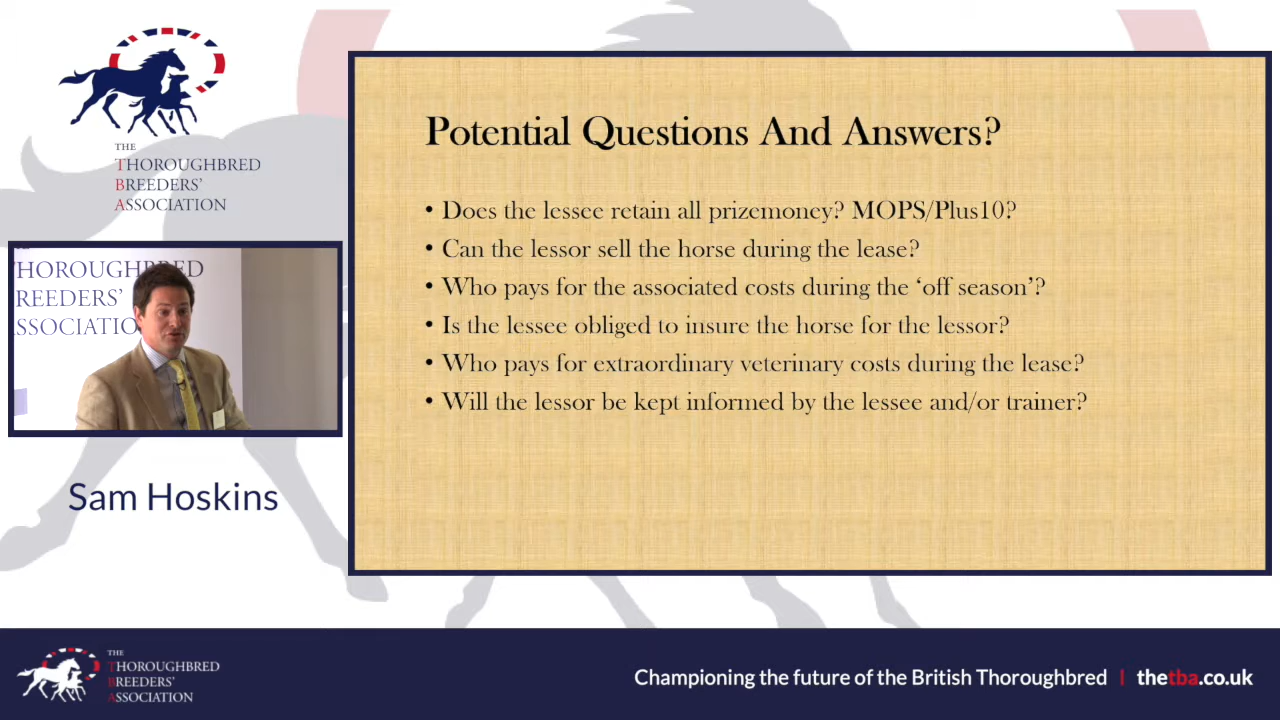 THE
THOROUGHBRED
BREEDERS'
ASSOCIATION
HOROUGHBRED
REEDERS'
SSOCIATIO
Sam Hoskins
Potential Questions And Answers?
• Does the lessee retain all prizemoney? MOPS/Plus10?
• Can the lessor sell the horse during the lease?
• Who pays for the associated costs during the ‘off season’?
• Is the lessee obliged to insure the horse for the lessor?
• Who pays for extraordinary veterinary costs during the lease?
• Will the lessor be kept informed by the lessee and/or trainer?
THE
THOROUGHBRED
BREEDERS'
ASSOCIATION
Championing the future of the British Thoroughbred | thetba.co.uk